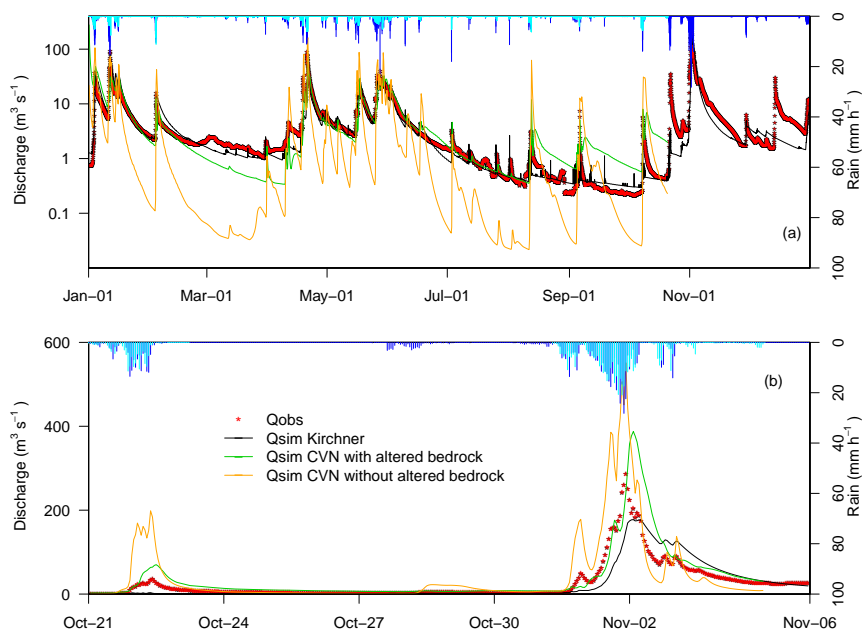 100
10
1
0.1
Discharge (m³ s⁻¹)
0
20
40
60
80
100
Rain (mm h⁻¹)
(a)
Jan−01
Mar−01
May−01
Jul−01
Sep−01
Nov−01
600
400
200
0
Discharge (m³ s⁻¹)
0
20
40
60
80
100
Rain (mm h⁻¹)
(b)
Qobs
Qsim Kirchner
Qsim CVN with altered bedrock
Qsim CVN without altered bedrock
Oct−21
Oct−24
Oct−27
Oct−30
Nov−02
Nov−06